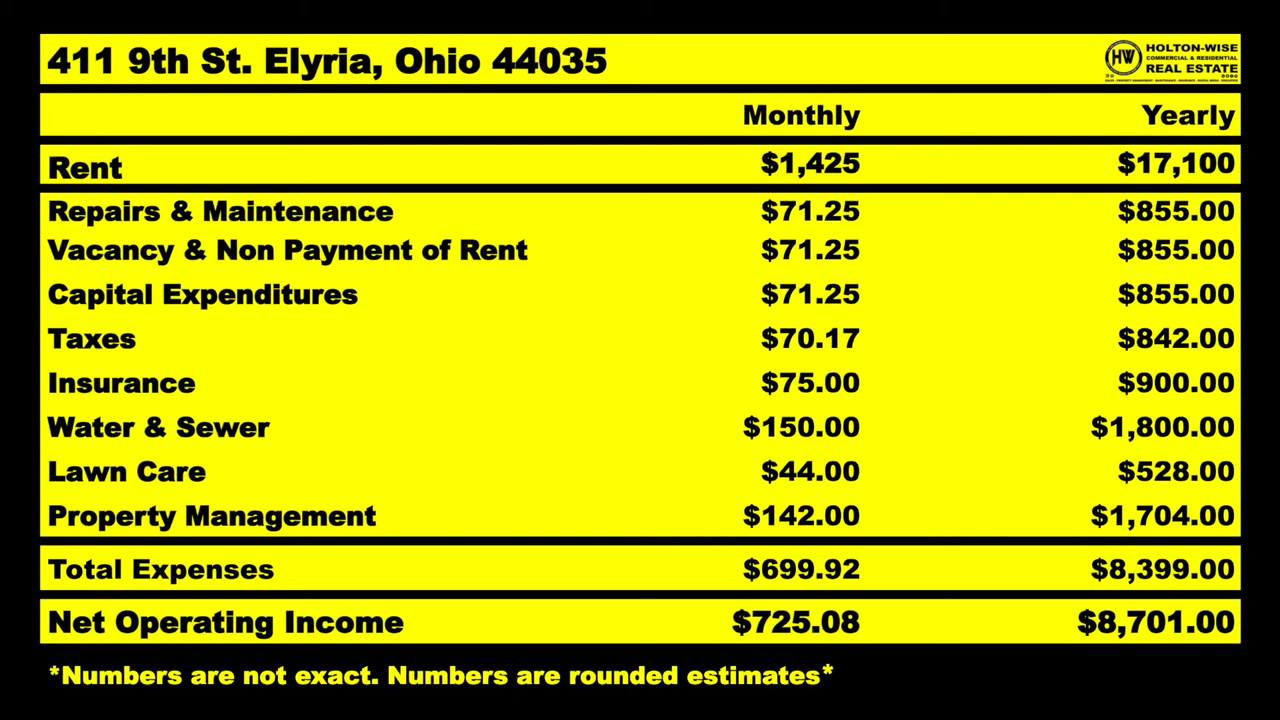 411 9th St. Elyria, Ohio 44035
HW
HOLTON-WISE
COMMERCIAL & RESIDENTIAL
REAL ESTATE
Monthly Yearly
Rent $1,425 $17,100
Repairs & Maintenance $71.25 $855.00
Vacancy & Non Payment of Rent $71.25 $855.00
Capital Expenditures $71.25 $855.00
Taxes $70.17 $842.00
Insurance $75.00 $900.00
Water & Sewer $150.00 $1,800.00
Lawn Care $44.00 $528.00
Property Management $142.00 $1,704.00
Total Expenses $699.92 $8,399.00
Net Operating Income $725.08 $8,701.00
*Numbers are not exact. Numbers are rounded estimates*